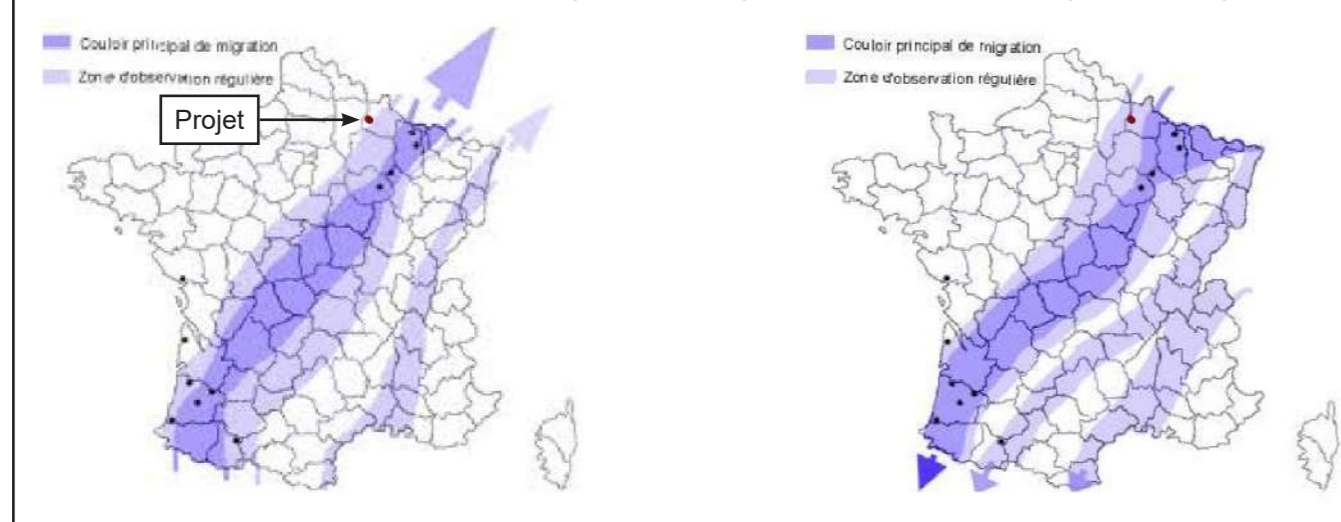 Couloir principal de migration
Zone d'observation régulière
Projet
Couloir principal de migration
Zone d'observation régulière